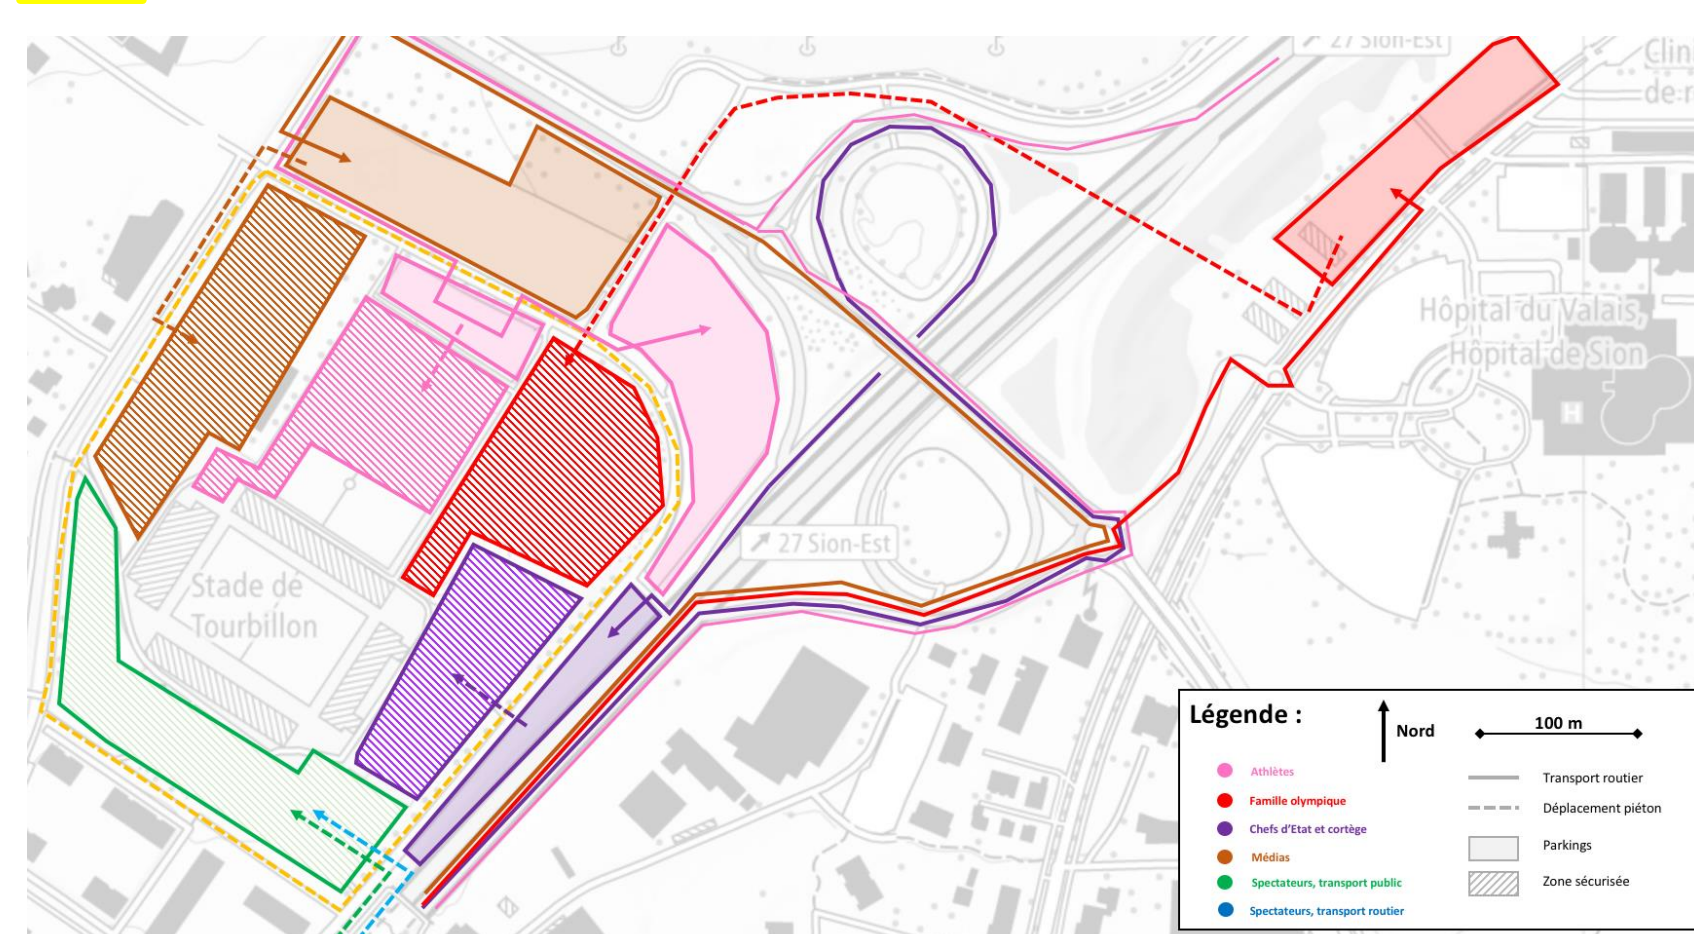 27 Sion-Est
Clin
de r
Hôpital du Valais,
Hôpital de Sion
H
27 Sion-Est
Stade de
Tourbillon
Légende :
Nord
100 m
Athlètes
Famille olympique
Chefs d’Etat et cortège
Médias
Spectateurs, transport public
Spectateurs, transport routier
Transport routier
Déplacement piéton
Parkings
Zone sécurisée